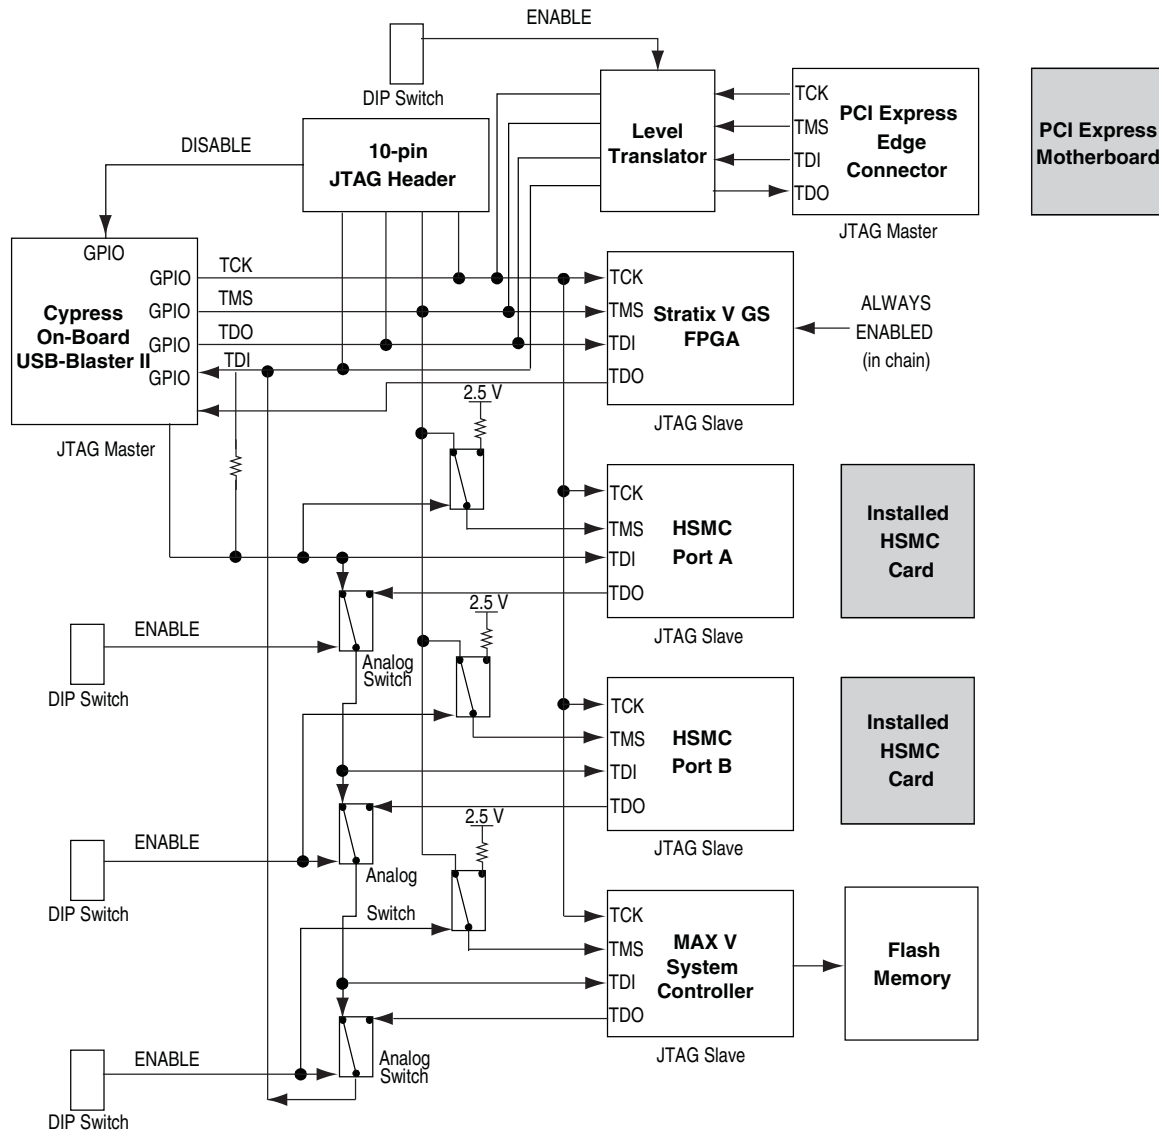 ENABLE
DIP Switch
Level
Translator
TCK
TMS
TDI
TDO
PCI Express
Edge
Connector
JTAG Master
PCI Express
Motherboard
DISABLE
10-pin
JTAG Header
GPIO
GPIO
GPIO
GPIO
GPIO
Cypress
On-Board
USB-Blaster II
JTAG Master
TCK
TMS
TDO
TDI
TCK
TMS
TDI
TDO
Stratix V GS
FPGA
JTAG Slave
ALWAYS
ENABLED
(in chain)
2.5 V
TCK
TMS
TDI
TDO
HSMC
Port A
JTAG Slave
Installed
HSMC
Card
ENABLE
DIP Switch
Analog
Switch
2.5 V
TCK
TMS
TDI
TDO
HSMC
Port B
JTAG Slave
Installed
HSMC
Card
ENABLE
DIP Switch
Analog
Switch
2.5 V
TCK
TMS
TDI
TDO
MAX V
System
Controller
JTAG Slave
Flash
Memory
ENABLE
DIP Switch
Analog
Switch